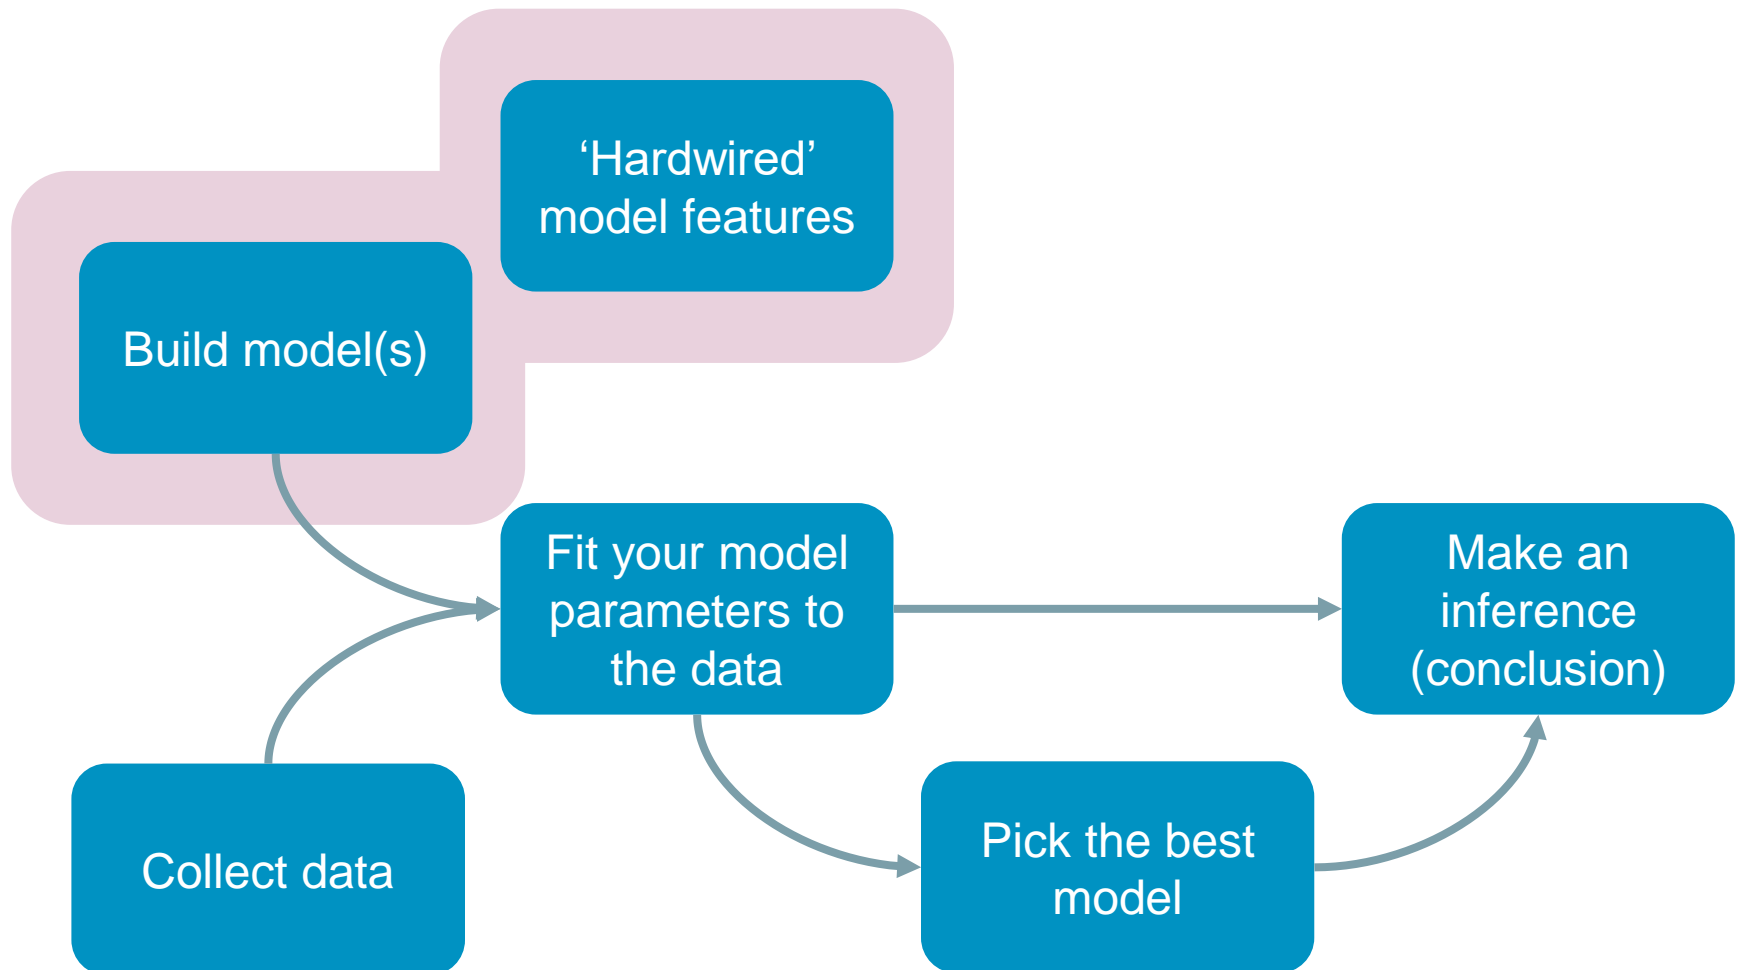 ‘Hardwired’
model features
Build model(s)
Fit your model
parameters to
the data
Make an
inference
(conclusion)
Collect data
Pick the best
model